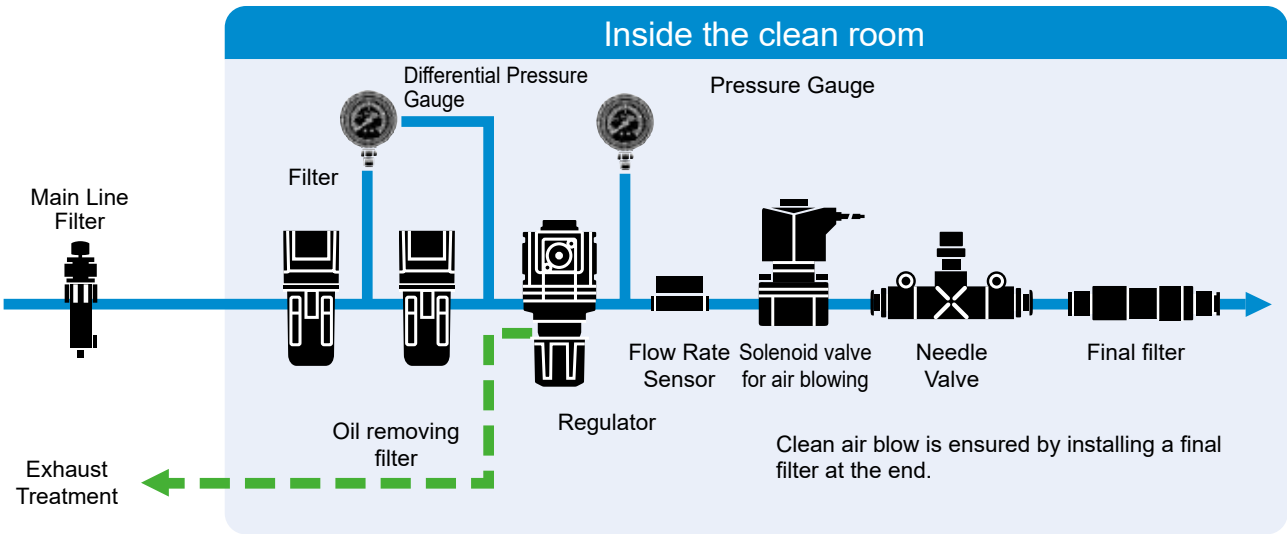 Inside the clean room
Differential Pressure
Gauge
Pressure Gauge
Filter
Main Line
Filter
Flow Rate
Sensor
Solenoid valve
for air blowing
Needle
Valve
Final filter
Regulator
Oil removing
filter
Clean air blow is ensured by installing a final
filter at the end.
Exhaust
Treatment